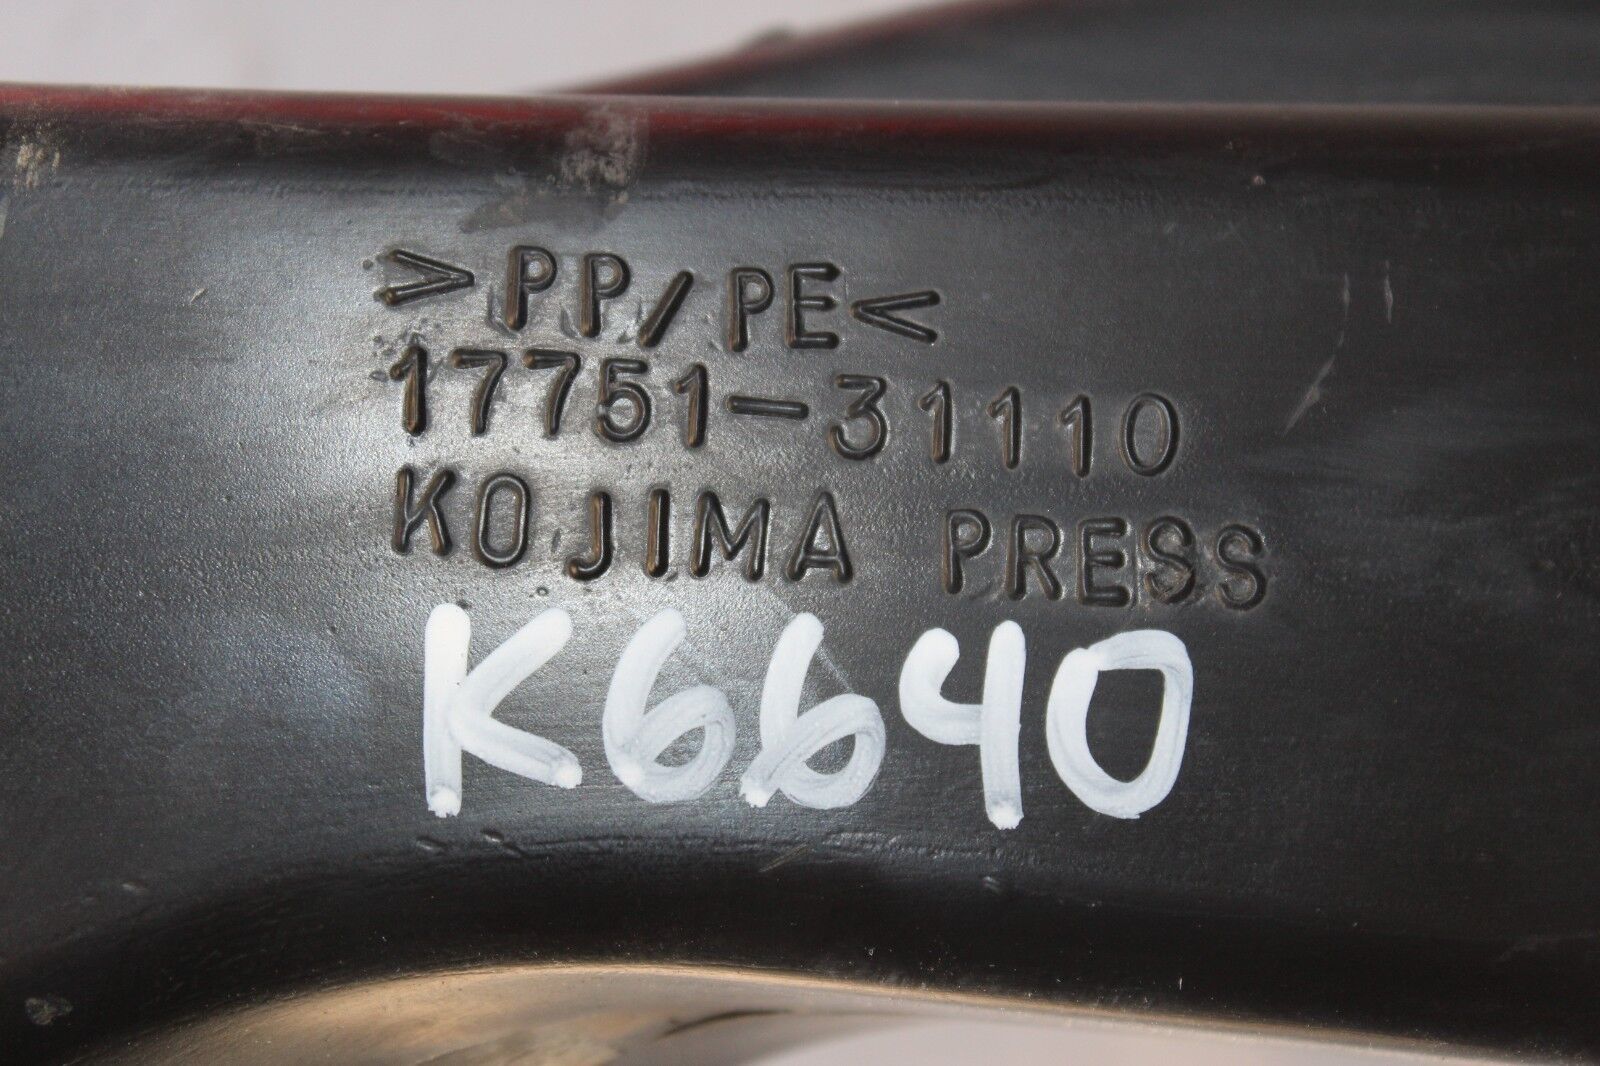 >PP/PE<
17751-31110
KOJIMA PRESS
K6640